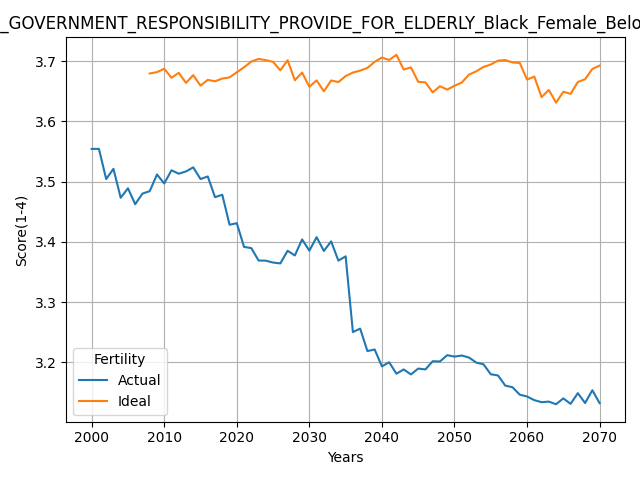 _GOVERNMENT_RESPONSIBILITY_PROVIDE_FOR_ELDERLY_Black_Female_Belo
3.7
3.6
3.5
3.4
3.3
3.2
Score(1-4)
Fertility
Actual
Ideal
2000 2010 2020 2030 2040 2050 2060 2070
Years